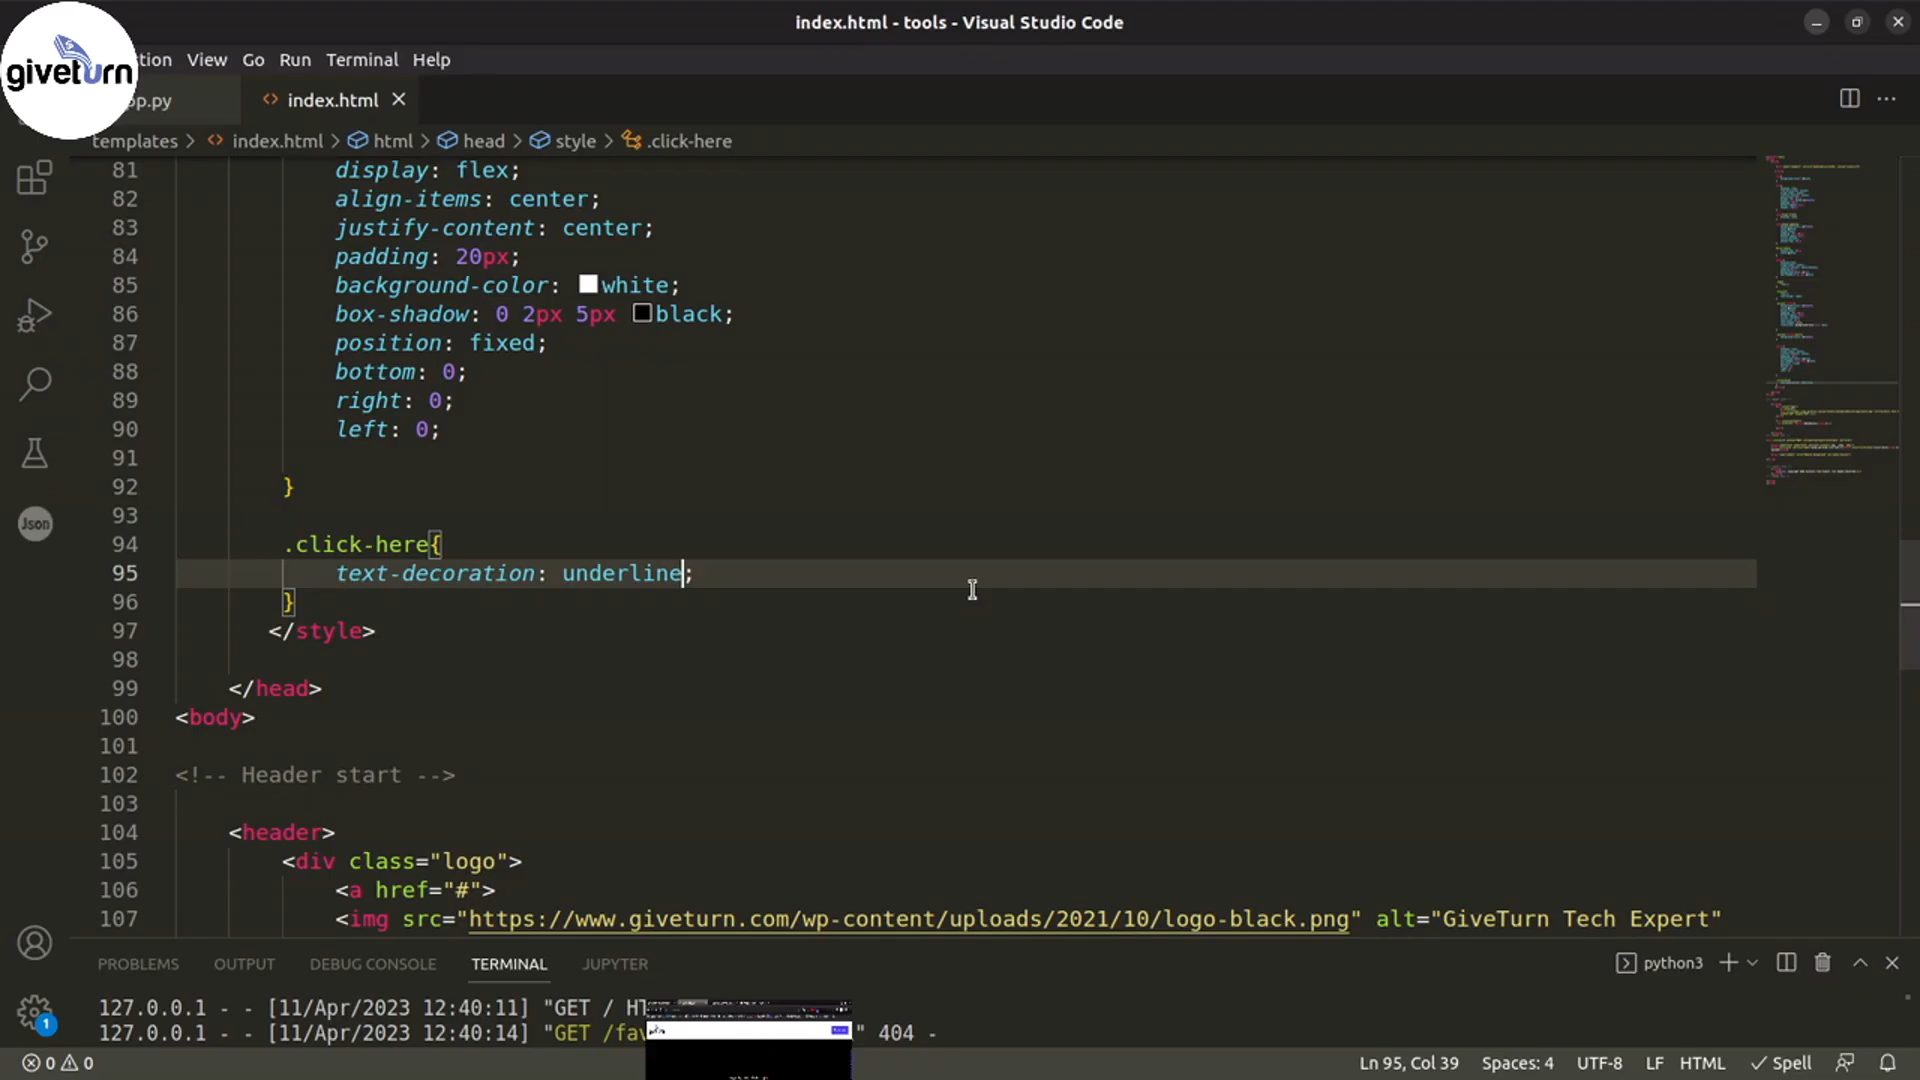 index.html - tools - Visual Studio Code
giveturn
tion View Go Run Terminal Help
pp.py
index.html
templates > index.html > html > head > style > .click-here
81 display: flex;
82 align-items: center;
83 justify-content: center;
84 padding: 20px;
85 background-color: white;
86 box-shadow: 0 2px 5px black;
87 position: fixed;
88 bottom: 0;
89 right: 0;
90 left: 0;
91
92 }
93
94 .click-here{
95 text-decoration: underline;
96 }
97 </style>
98
99 </head>
100 <body>
101
102 <!-- Header start -->
103
104 <header>
105 <div class="logo">
106 <a href="#">
107 <img src="https://www.giveturn.com/wp-content/uploads/2021/10/logo-black.png" alt="GiveTurn Tech Expert"
Json
PROBLEMS OUTPUT DEBUG CONSOLE TERMINAL JUPYTER python3
127.0.0.1 - - [11/Apr/2023 12:40:11] "GET / HT
127.0.0.1 - - [11/Apr/2023 12:40:14] "GET /fav " 404 -
1
0 0 Ln 95, Col 39 Spaces: 4 UTF-8 LF HTML Spell